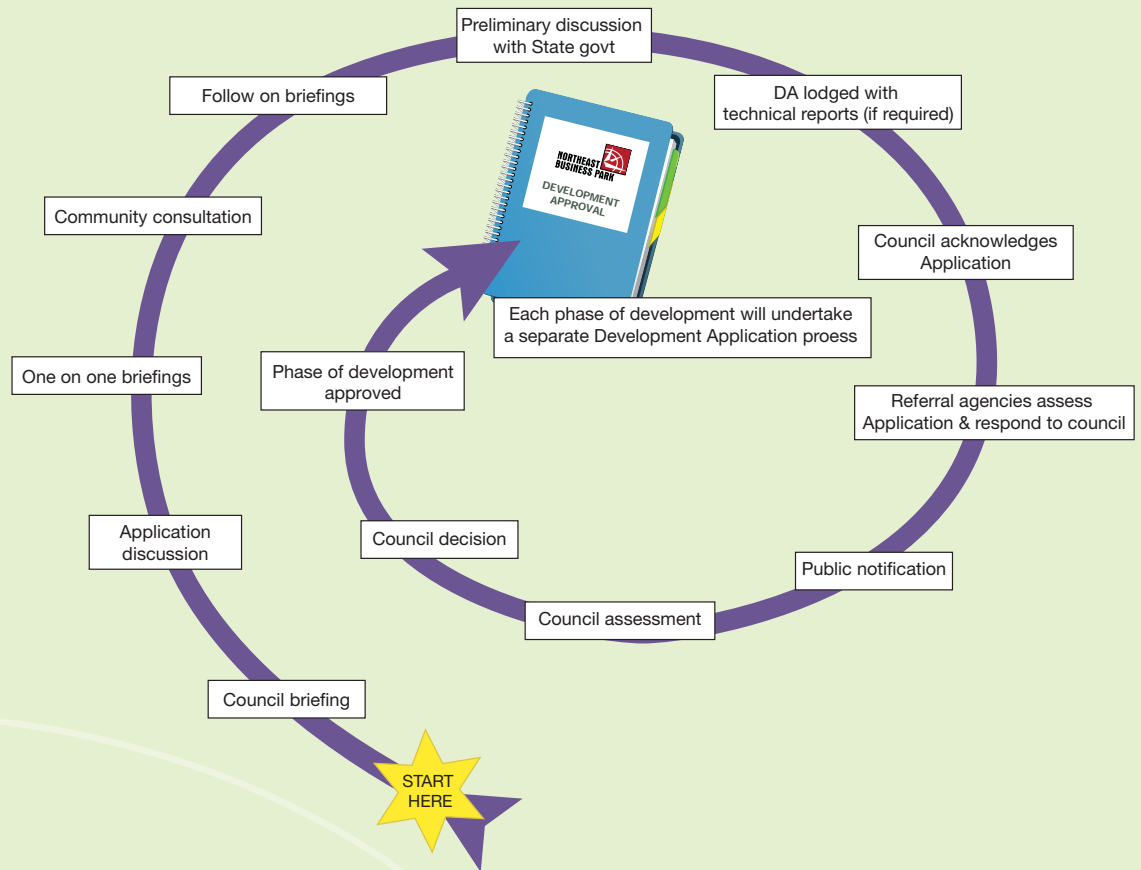 START
HERE
Council briefing
Application
discussion
One on one briefings
Community consultation
Follow on briefings
Preliminary discussion
with State govt
DA lodged with
technical reports (if required)
Council acknowledges
Application
Referral agencies assess
Application & respond to council
Public notification
Council assessment
Council decision
Phase of development
approved
NORTHEAST
BUSINESS PARK
DEVELOPMENT
APPROVAL
Each phase of development will undertake
a separate Development Application proess